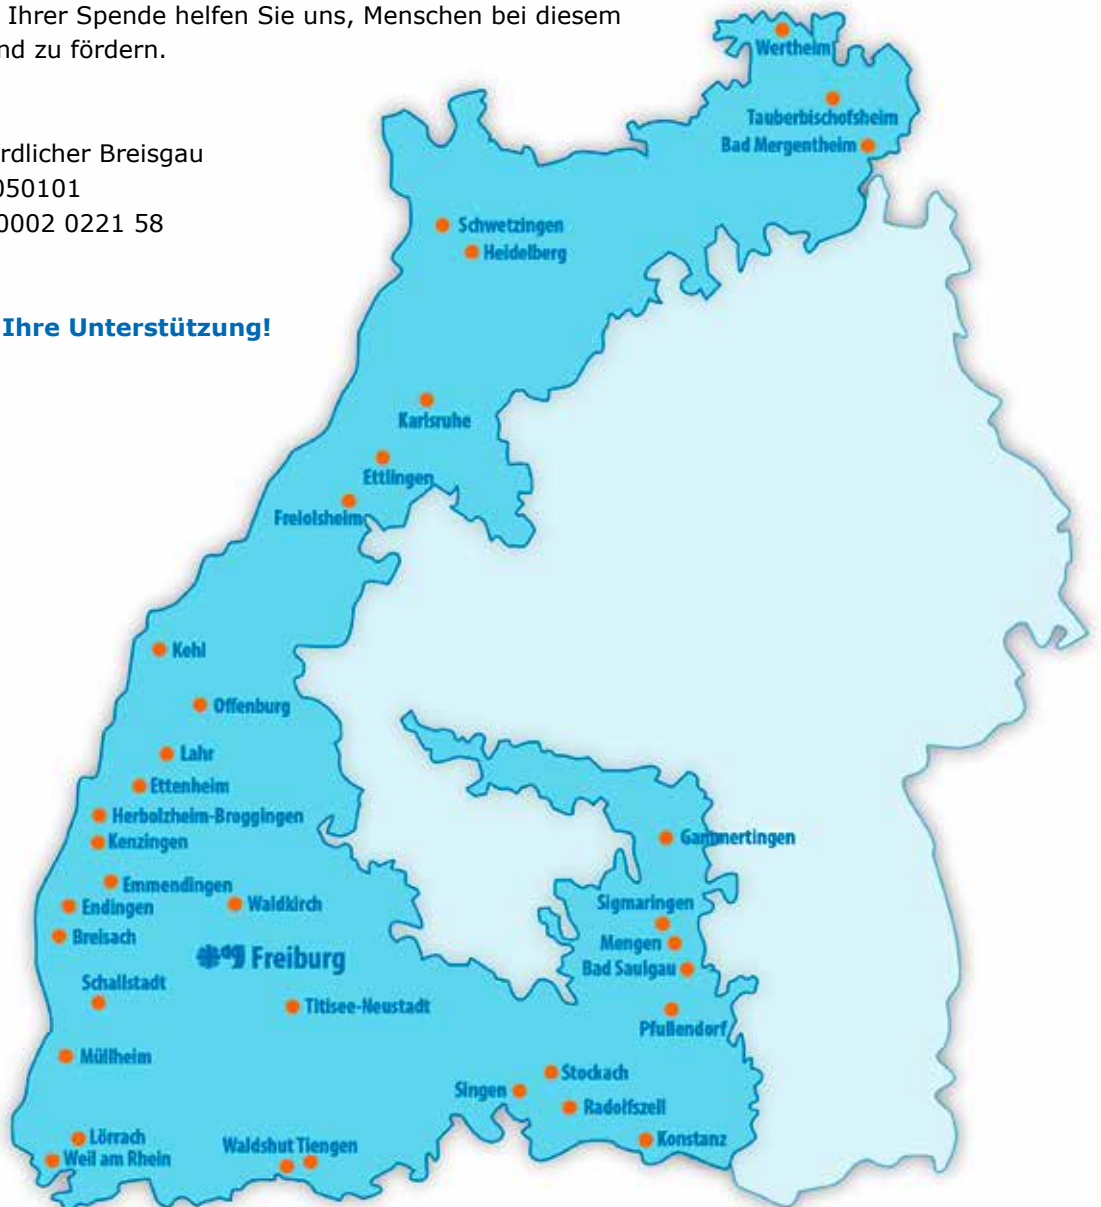 Ihrer Spende helfen Sie uns, Menschen bei diesem
nd zu fördern.
rdlicher Breisgau
050101
0002 0221 58
Ihre Unterstützung!
Wertheim
Tauberbischofsheim
Bad Mergentheim
Schwetzingen
Heidelberg
Karlsruhe
Ettlingen
Freiolsheim
Kehl
Offenburg
Lahr
Ettenheim
Herbolzheim-Broggingen
Kenzingen
Gammertingen
Emmendingen
Endingen
Waldkirch
Sigmaringen
Breisach
Mengen
agj Freiburg
Bad Saulgau
Schallstadt
Titisee-Neustadt
Pfullendorf
Müllheim
Stockach
Singen
Radolfszell
Lörrach
Konstanz
Waldshut Tiengen
Weil am Rhein